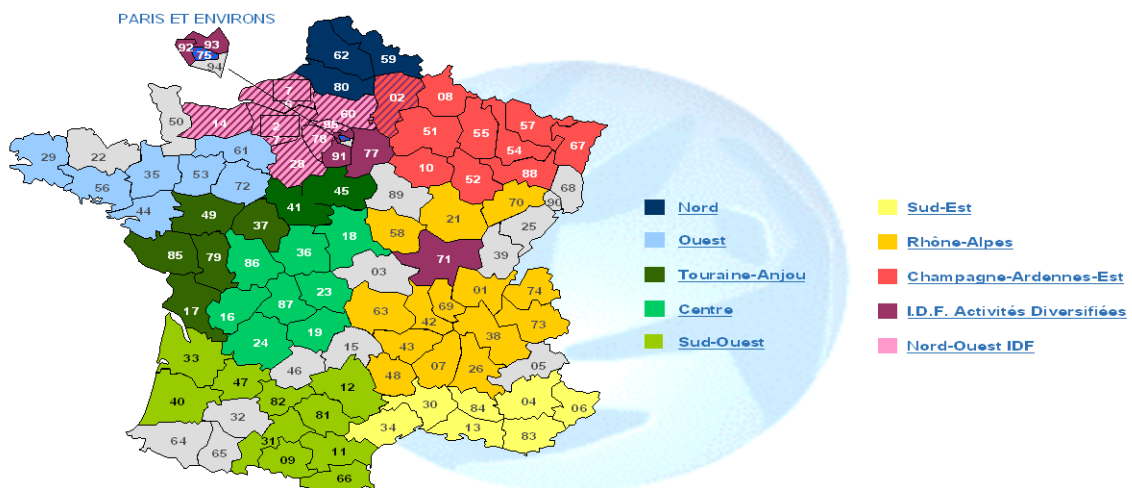 PARIS ET ENVIRONS
92 93
75
94
62 59
80
02 08
7
60
50 14 2
95
78
51 55 57
54 67
28 91 77
10 52 88 68
29 22 61
35 53
56 72
44
45 89 70 90
41 21 25
49 37 58
18 39
85 79 86 36
71
03
17 16 87 23
63 01 74
42 69
19 73
24 15 43 38
33 46 48 07 26 05
47 12
40 82 30 84 04 06
32 81 34 13 83
64 65 31 09 11
66
Nord
Ouest
Touraine-Anjou
Centre
Sud-Ouest
Sud-Est
Rhône-Alpes
Champagne-Ardennes-Est
I.D.F. Activités Diversifiées
Nord-Ouest IDF